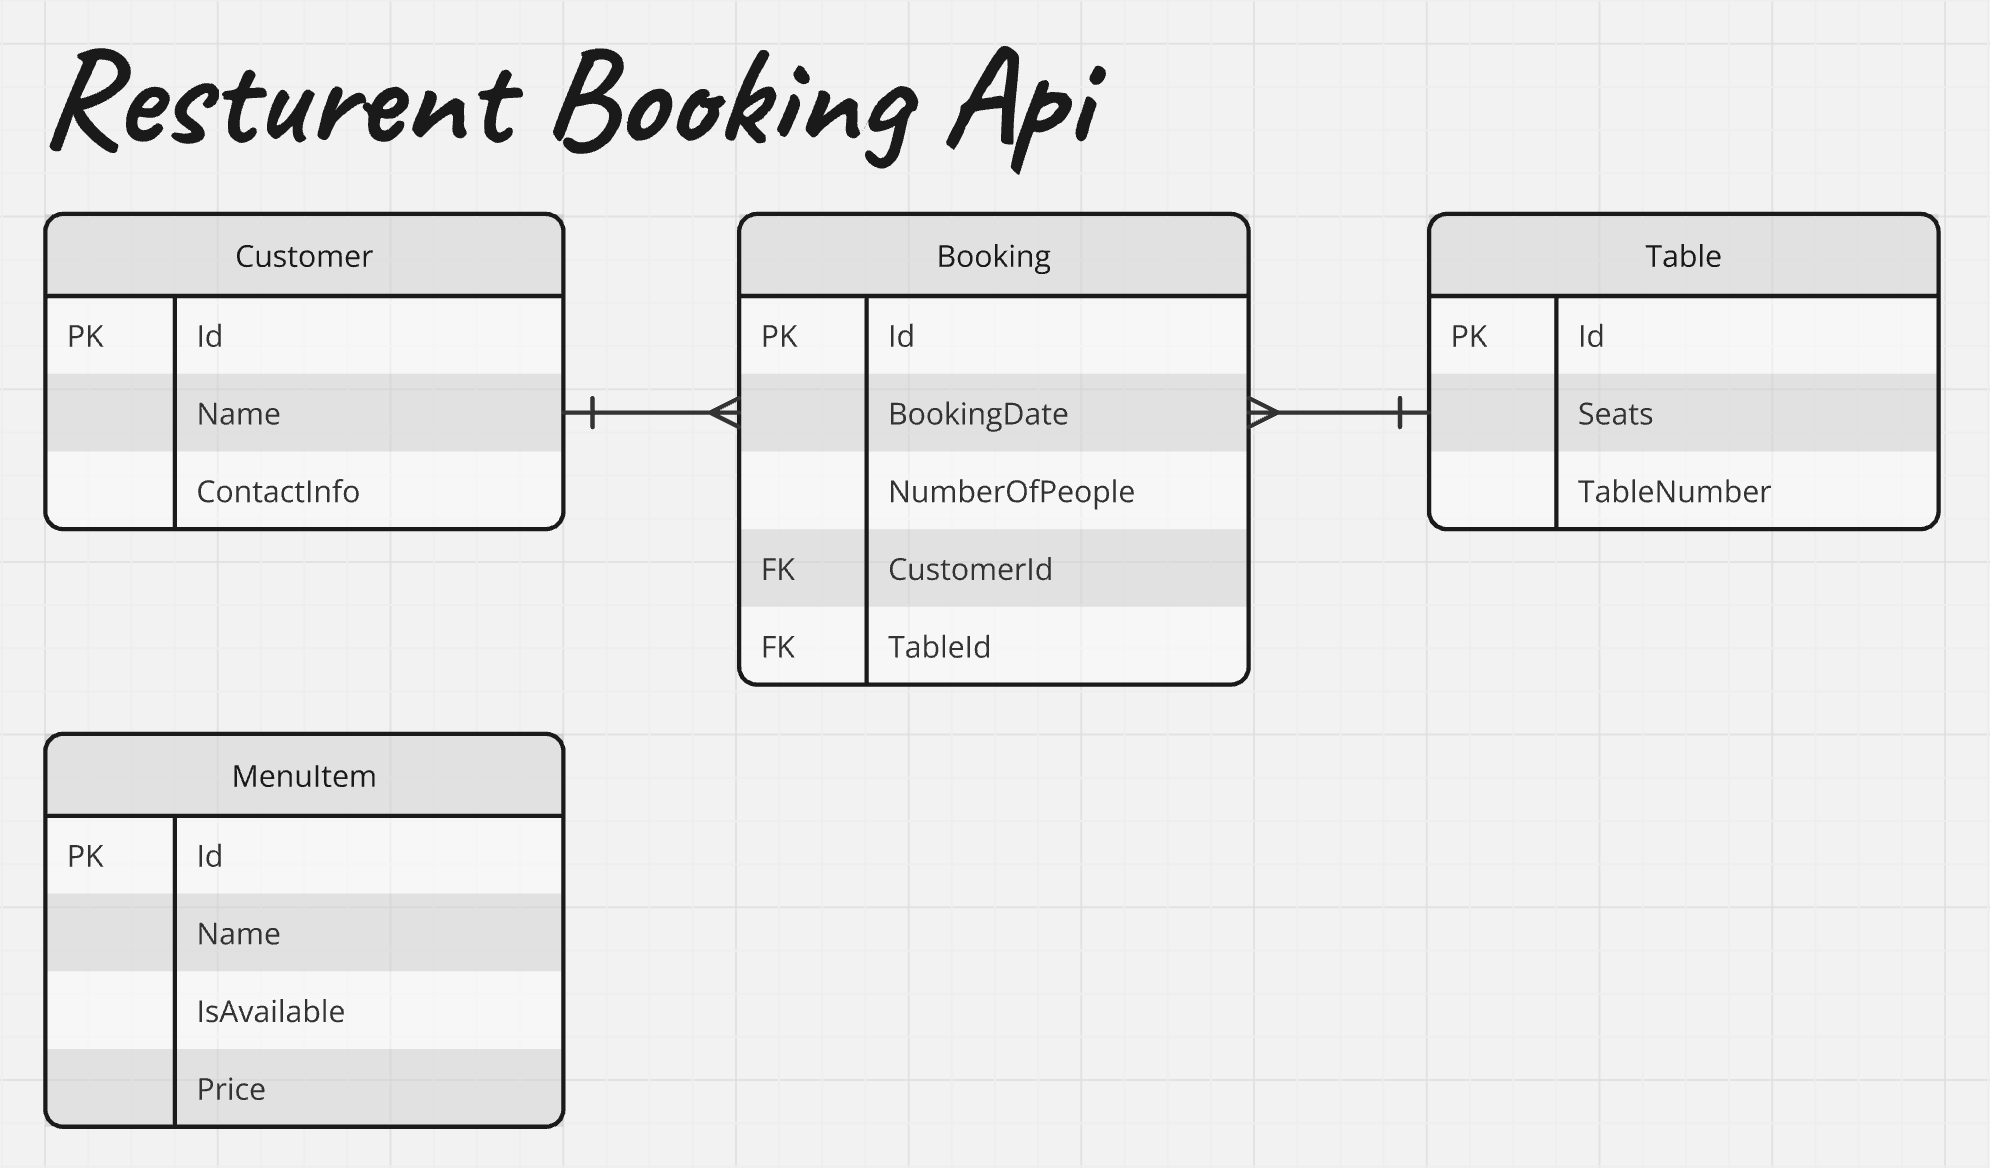 Resturent Booking Api
Customer
PK Id
Name
ContactInfo
Booking
PK Id
BookingDate
NumberOfPeople
FK CustomerId
FK TableId
Table
PK Id
Seats
TableNumber
MenuItem
PK Id
Name
IsAvailable
Price